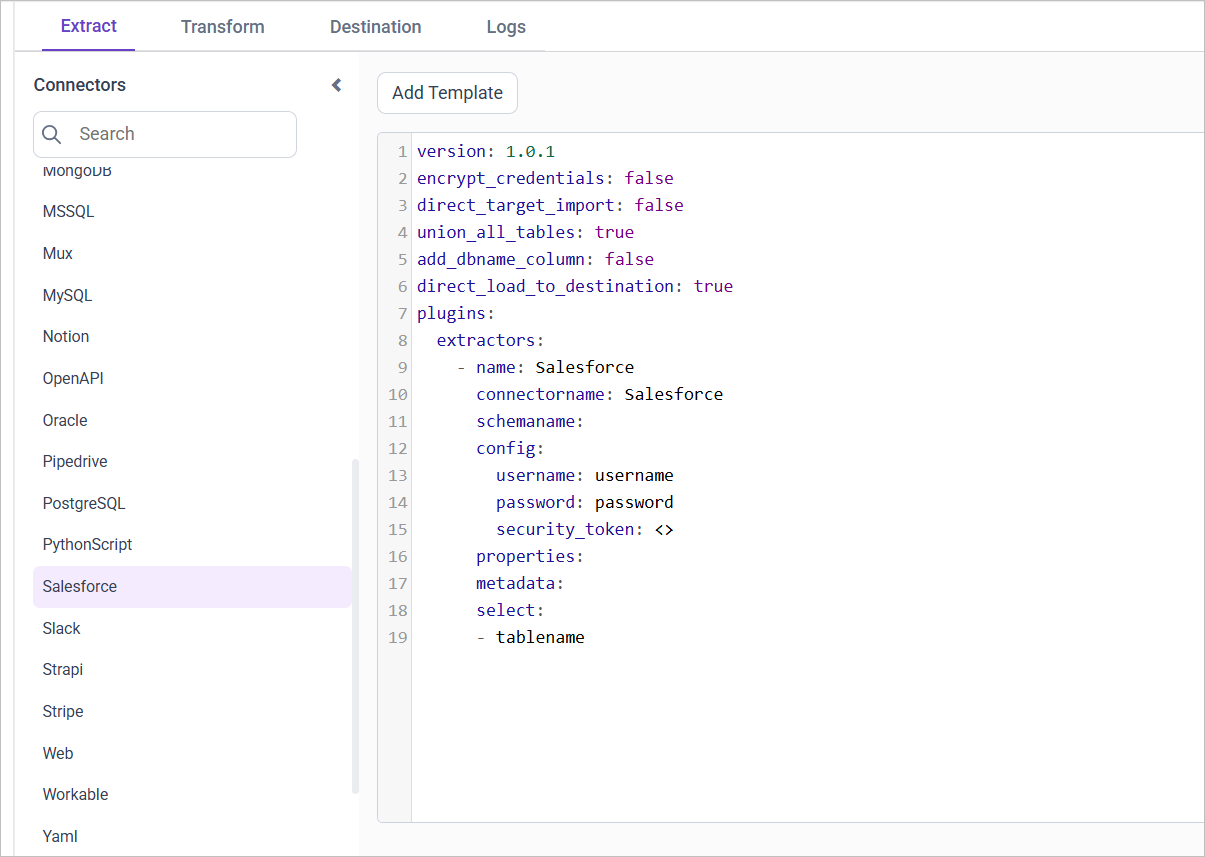 Extract Transform Destination Logs
Connectors
Search
MongoDB
MSSQL
Mux
MySQL
Notion
OpenAPI
Oracle
Pipedrive
PostgreSQL
PythonScript
Salesforce
Slack
Strapi
Stripe
Web
Workable
Yaml
Add Template
1 version: 1.0.1
2 encrypt_credentials: false
3 direct_target_import: false
4 union_all_tables: true
5 add_dbname_column: false
6 direct_load_to_destination: true
7 plugins:
8   extractors:
9     - name: Salesforce
10       connectorname: Salesforce
11       schemaname:
12       config:
13         username: username
14         password: password
15         security_token: <>
16       properties:
17       metadata:
18       select:
19       - tablename